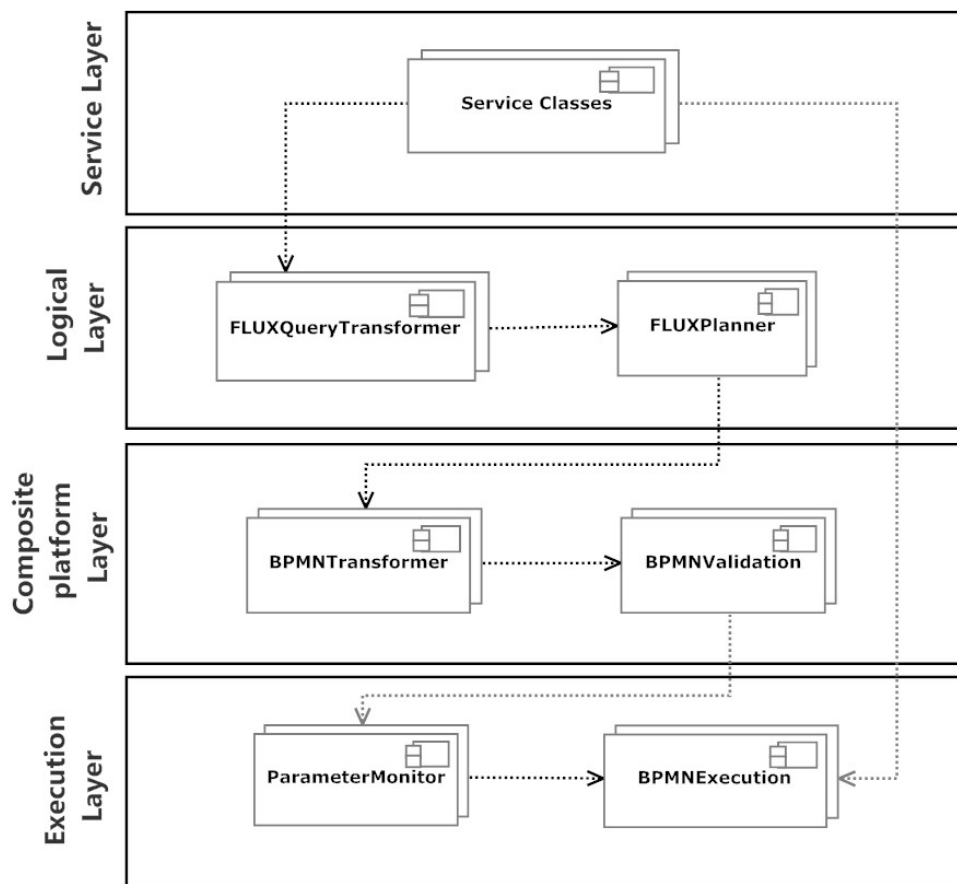 Service Layer
Service Classes
Logical
Layer
FLUXQueryTransformer
FLUXPlanner
Composite
platform
Layer
BPMNTransformer
BPMNValidation
Execution
Layer
ParameterMonitor
BPMNExecution